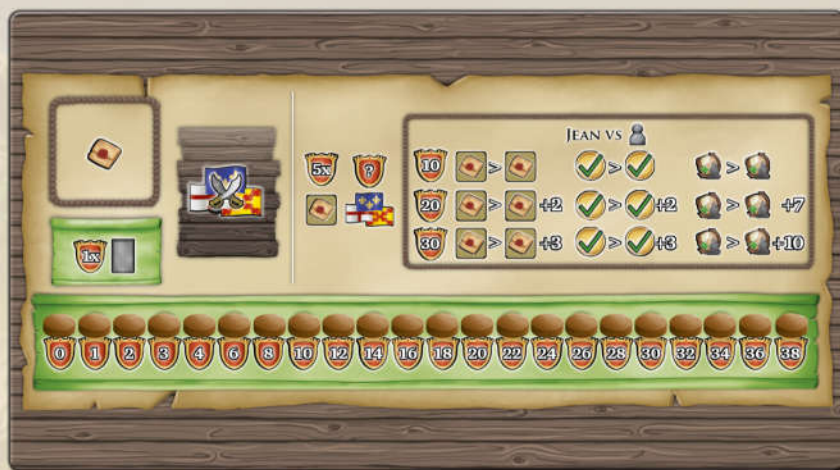 JEAN VS
5x ? 10 > > >
20 > >+2 >+2 > +7
30 > >+3 >+3 >+10
1x
0 1 2 3 4 6 8 10 12 14 16 18 20 22 24 26 28 30 32 34 36 38